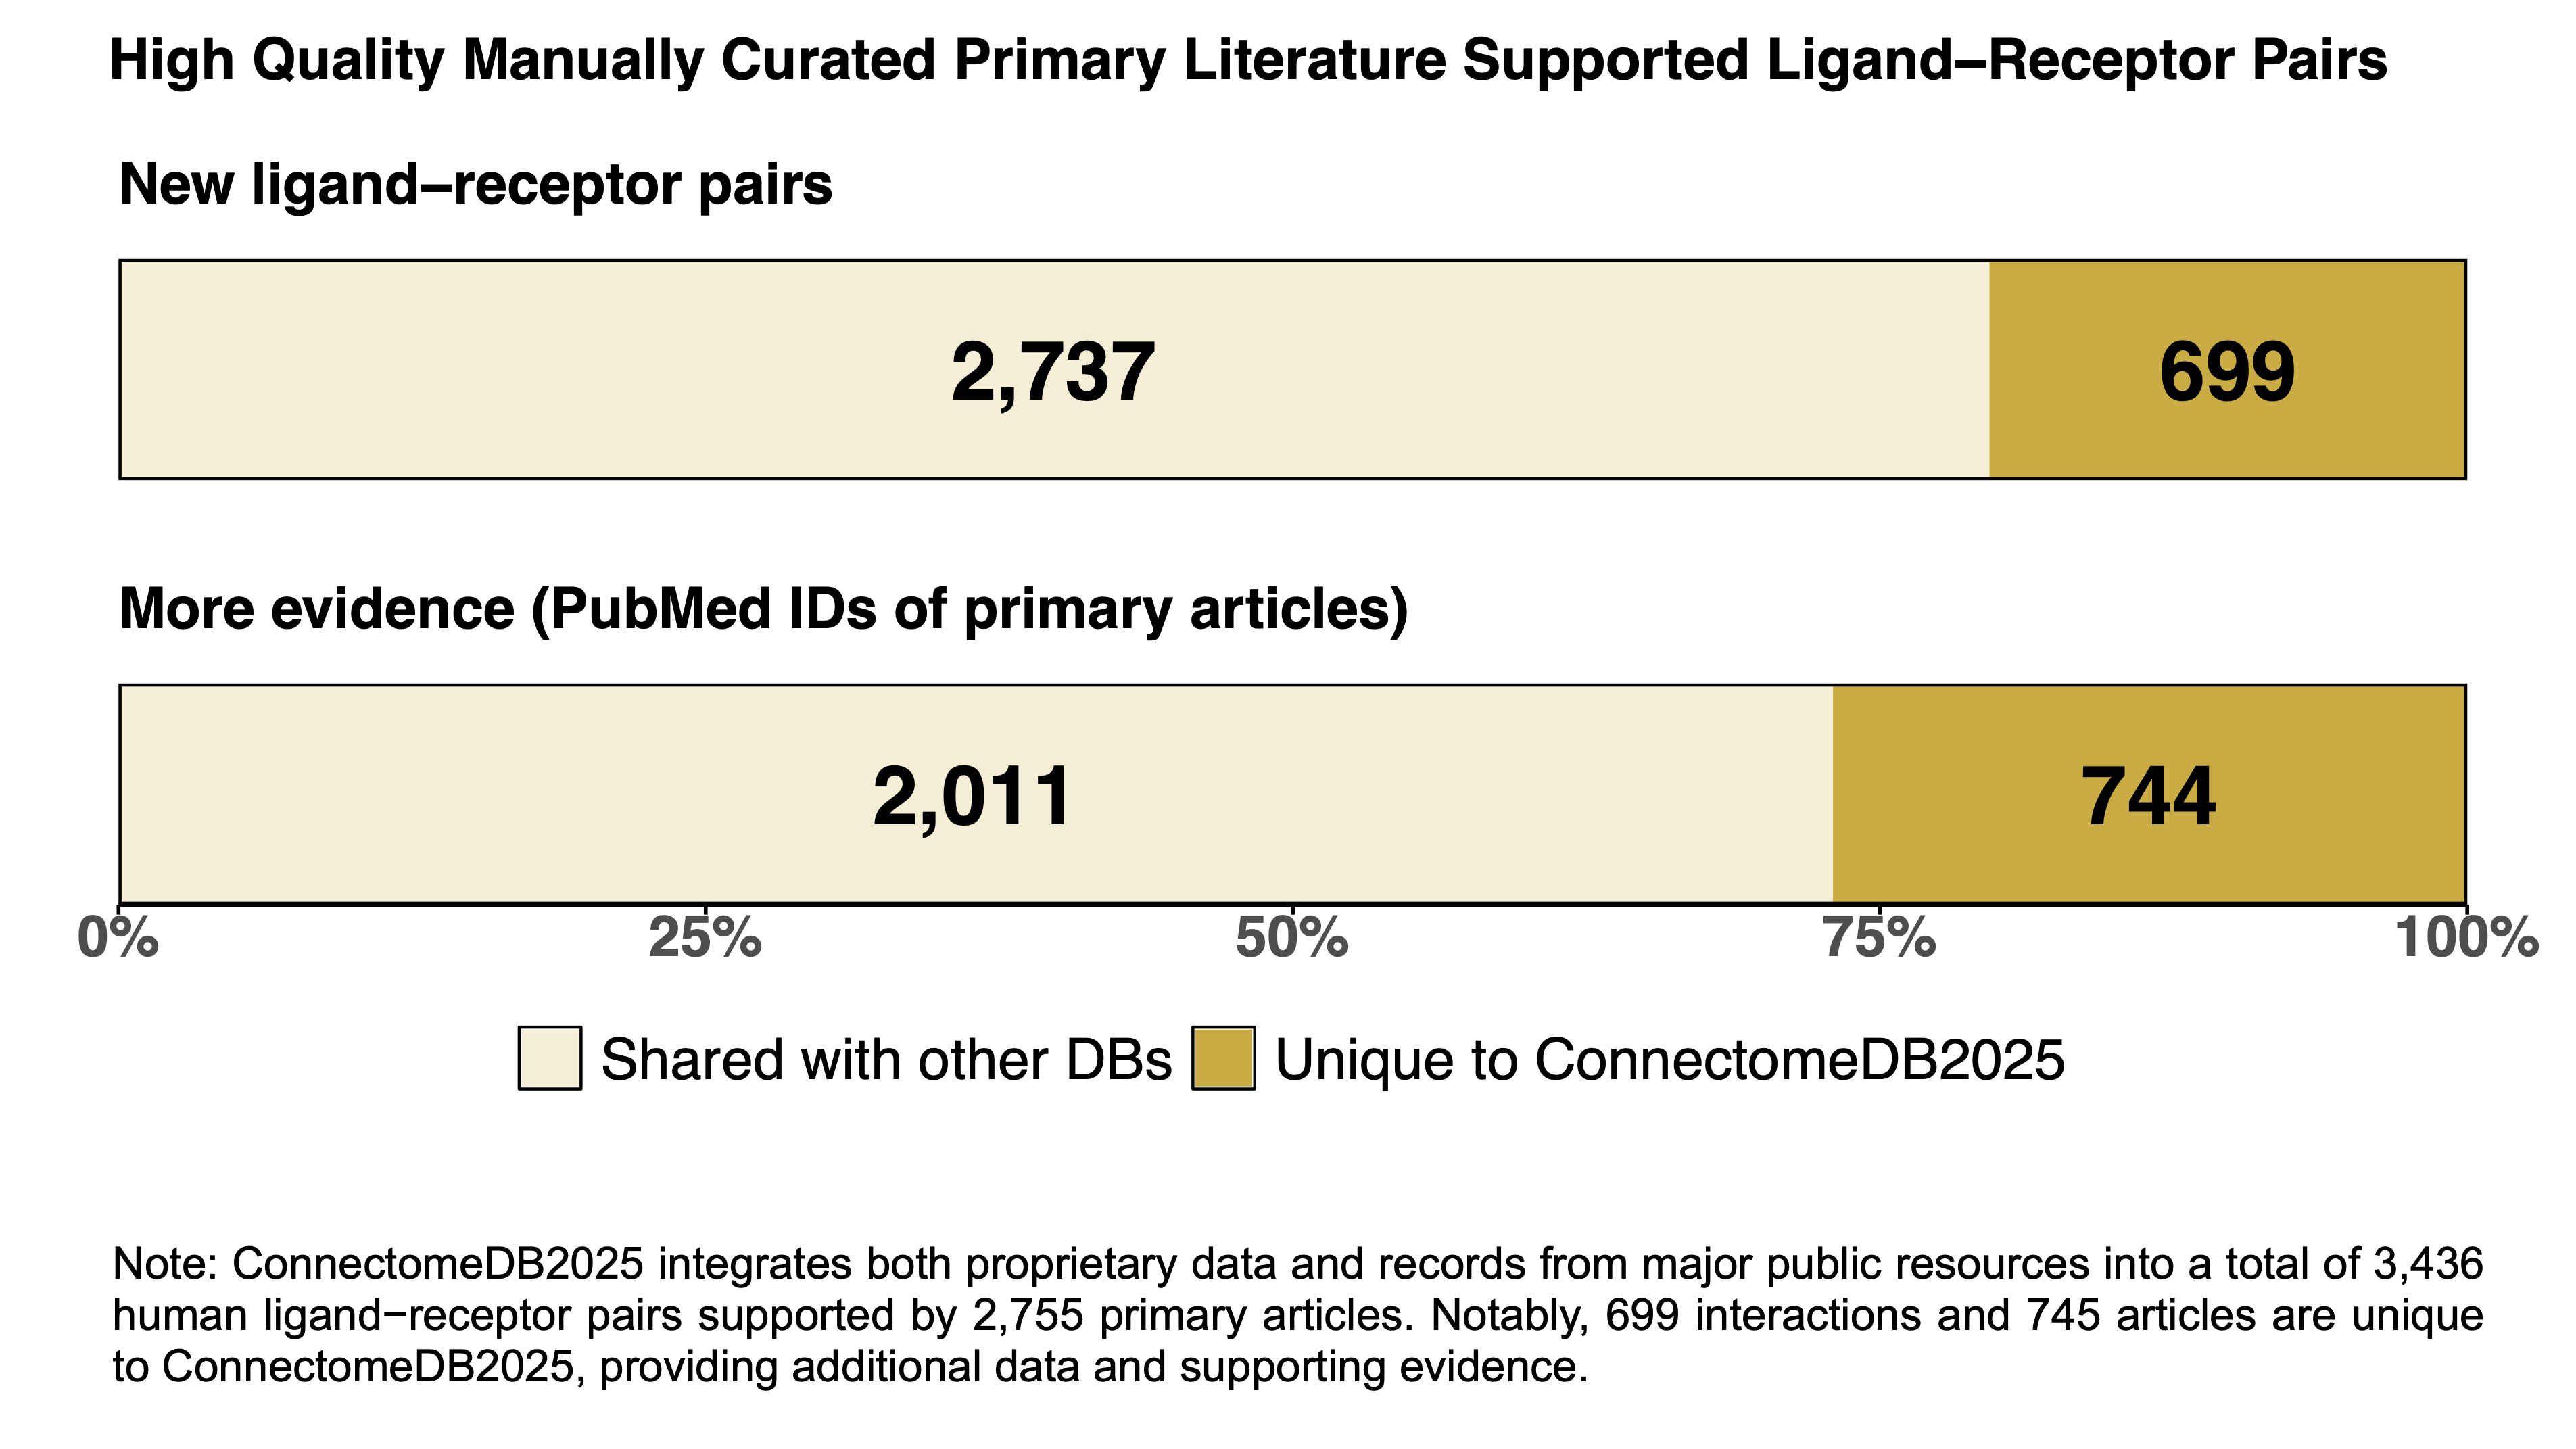 High Quality Manually Curated Primary Literature Supported Ligand–Receptor Pairs
New ligand–receptor pairs
2,737
699
More evidence (PubMed IDs of primary articles)
2,011
744
0%
25%
50%
75%
100%
Shared with other DBs
Unique to ConnectomeDB2025
Note: ConnectomeDB2025 integrates both proprietary data and records from major public resources into a total of 3,436
human ligand−receptor pairs supported by 2,755 primary articles. Notably, 699 interactions and 745 articles are unique
to ConnectomeDB2025, providing additional data and supporting evidence.